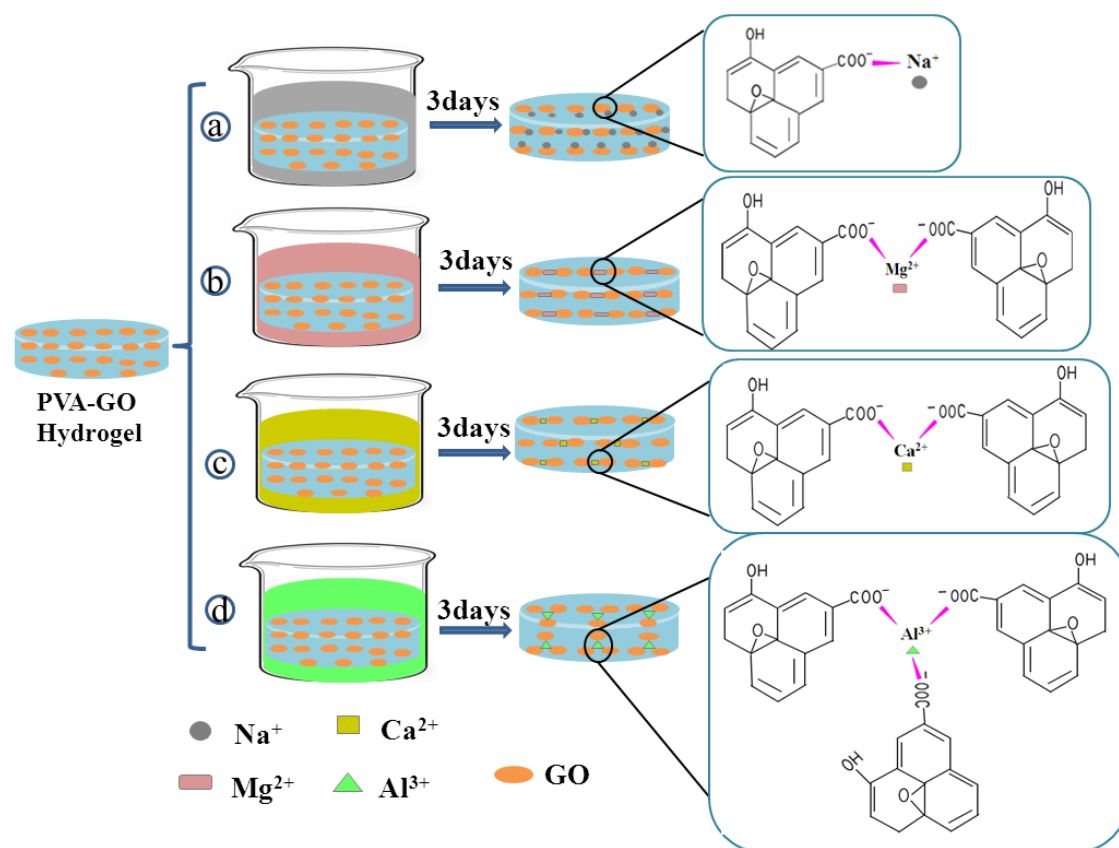 PVA-GO
Hydrogel
a
3days
OH
COO⁻
Na⁺
O
b
3days
OH
COO⁻
⁻OOC
OH
Mg²⁺
O
O
c
3days
OH
COO⁻
⁻OOC
OH
Ca²⁺
O
O
d
3days
OH
COO⁻
⁻OOC
OH
Al³⁺
O
O
⁻OOC
OH
O
Na⁺
Ca²⁺
Mg²⁺
Al³⁺
GO